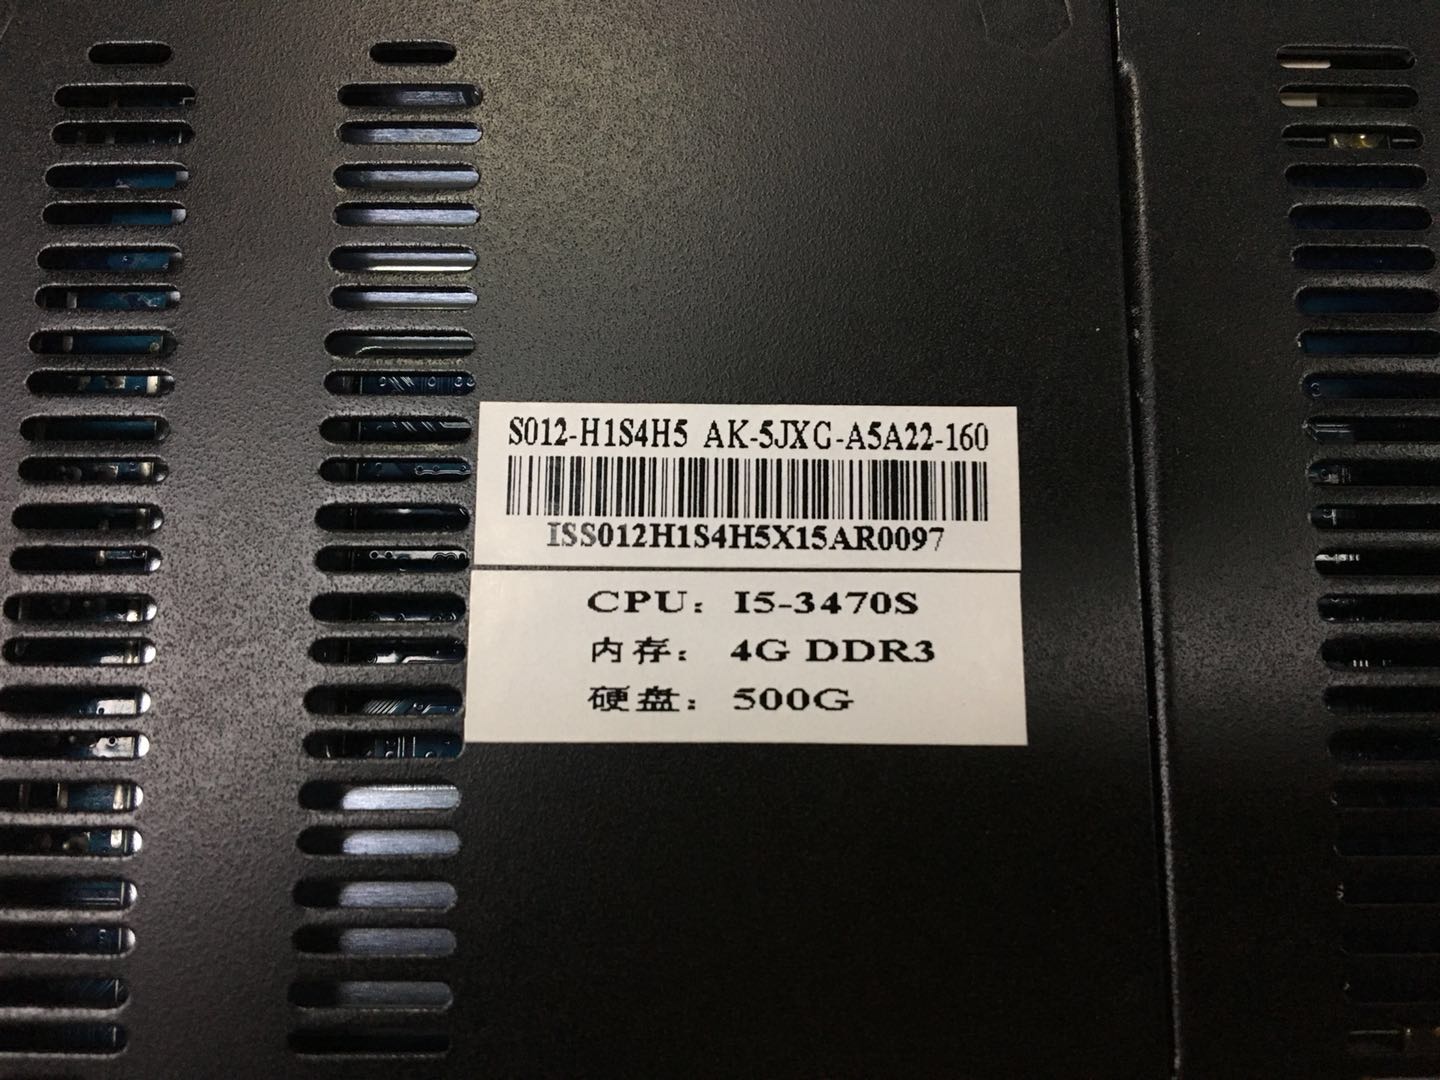 S012-H1S4H5 AK-5JXG-A5A22-160
ISS012H1S4H5X15AR0097
CPU：I5-3470S
内存：4G DDR3
硬盘：500G